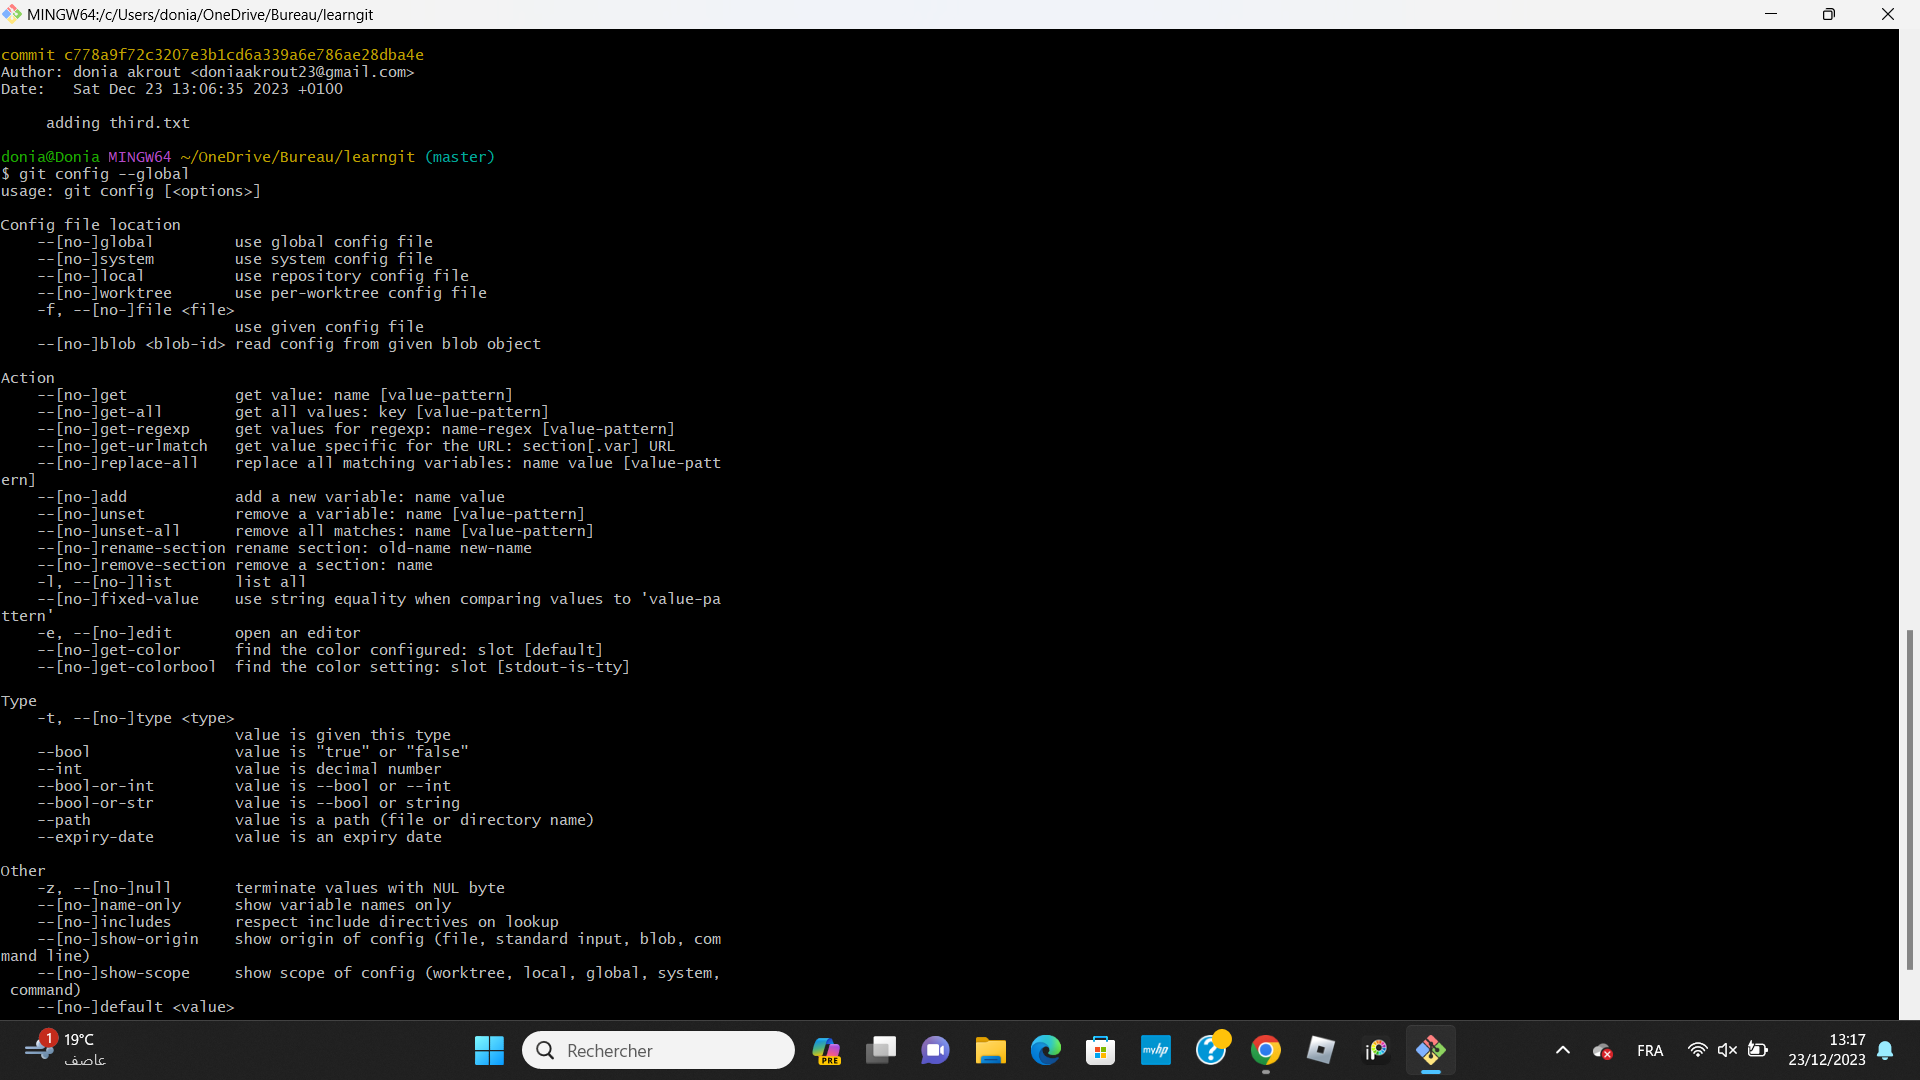 MINGW64:/c/Users/donia/OneDrive/Bureau/learngit
commit c778a9f72c3207e3b1cd6a339a6e786ae28dba4e
Author: donia akrout <doniaakrout23@gmail.com>
Date:   Sat Dec 23 13:06:35 2023 +0100
adding third.txt
donia@Donia MINGW64 ~/OneDrive/Bureau/learngit (master)
$ git config --global
usage: git config [<options>]
Config file location
--[no-]global         use global config file
--[no-]system         use system config file
--[no-]local          use repository config file
--[no-]worktree       use per-worktree config file
-f, --[no-]file <file>
use given config file
--[no-]blob <blob-id> read config from given blob object
Action
--[no-]get            get value: name [value-pattern]
--[no-]get-all        get all values: key [value-pattern]
--[no-]get-regexp     get values for regexp: name-regex [value-pattern]
--[no-]get-urlmatch   get value specific for the URL: section[.var] URL
--[no-]replace-all    replace all matching variables: name value [value-patt
ern]
--[no-]add            add a new variable: name value
--[no-]unset          remove a variable: name [value-pattern]
--[no-]unset-all      remove all matches: name [value-pattern]
--[no-]rename-section rename section: old-name new-name
--[no-]remove-section remove a section: name
-l, --[no-]list       list all
--[no-]fixed-value    use string equality when comparing values to 'value-pa
ttern'
-e, --[no-]edit       open an editor
--[no-]get-color      find the color configured: slot [default]
--[no-]get-colorbool  find the color setting: slot [stdout-is-tty]
Type
-t, --[no-]type <type>
value is given this type
--bool                value is "true" or "false"
--int                 value is decimal number
--bool-or-int         value is --bool or --int
--bool-or-str         value is --bool or string
--path                value is a path (file or directory name)
--expiry-date         value is an expiry date
Other
-z, --[no-]null       terminate values with NUL byte
--[no-]name-only      show variable names only
--[no-]includes       respect include directives on lookup
--[no-]show-origin    show origin of config (file, standard input, blob, com
mand line)
--[no-]show-scope     show scope of config (worktree, local, global, system,
command)
--[no-]default <value>
1
19°C
عاصف
Rechercher
PRE
myhp
iP
FRA
13:17
23/12/2023